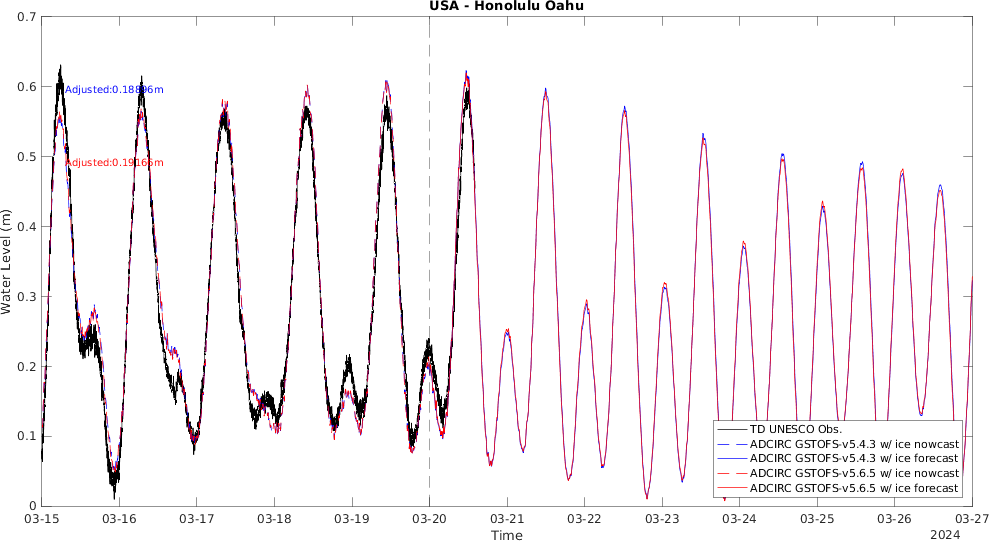 USA - Honolulu Oahu
0.7
0.6
0.5
0.4
0.3
0.2
0.1
0
Water Level (m)
Adjusted:0.18896m
Adjusted:0.19165m
TD UNESCO Obs.
ADCIRC GSTOFS-v5.4.3 w/ ice nowcast
ADCIRC GSTOFS-v5.4.3 w/ ice forecast
ADCIRC GSTOFS-v5.6.5 w/ ice nowcast
ADCIRC GSTOFS-v5.6.5 w/ ice forecast
03-15 03-16 03-17 03-18 03-19 03-20 03-21 03-22 03-23 03-24 03-25 03-26 03-27
Time
2024